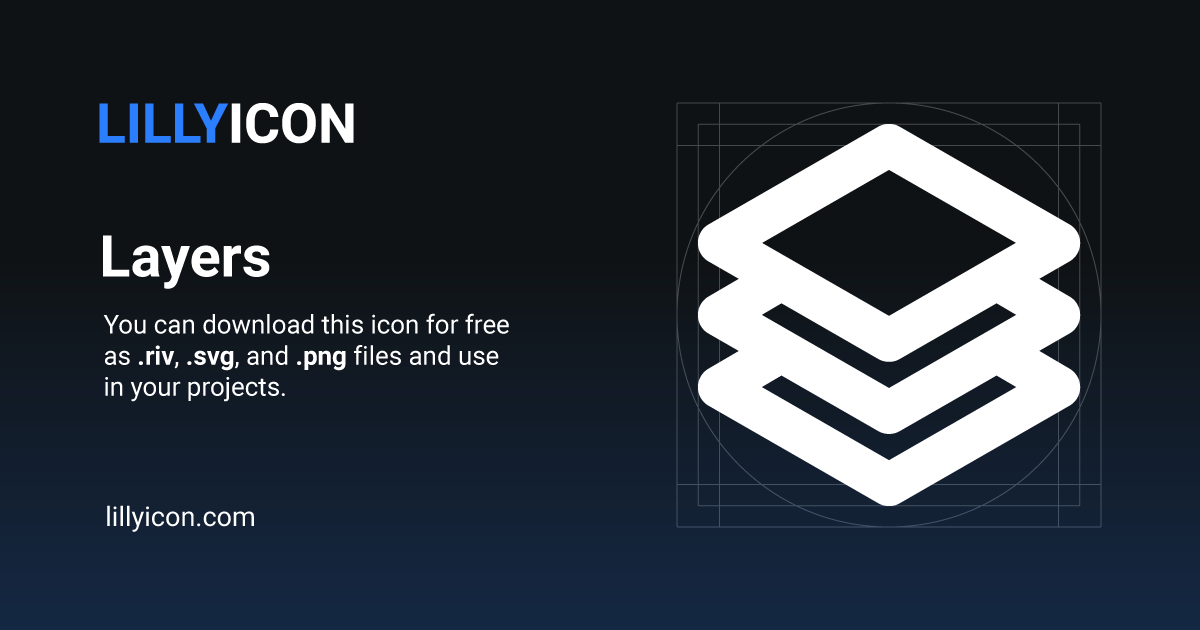 LILLYICON
Layers
You can download this icon for free
as .riv, .svg, and .png files and use
in your projects.
lillyicon.com